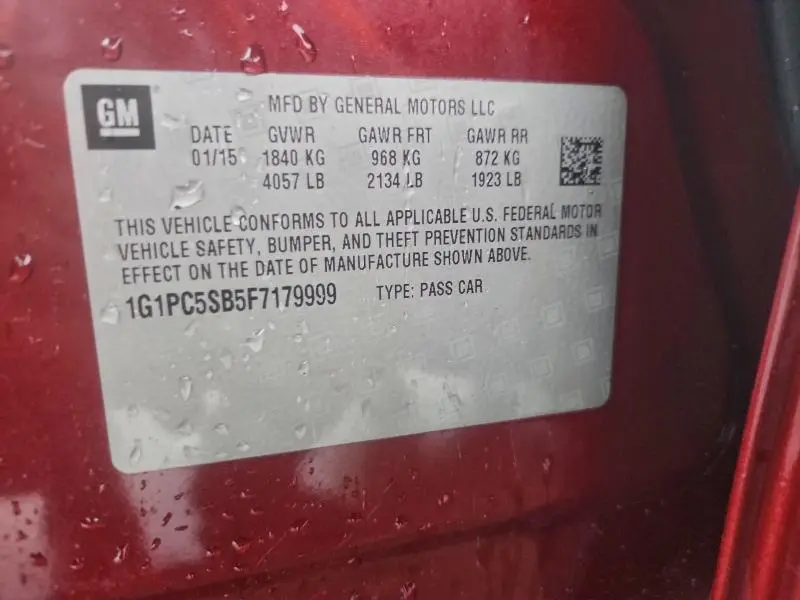 GM
MFD BY GENERAL MOTORS LLC
DATE GVWR GAWR FRT GAWR RR
01/15 1840 KG 968 KG 872 KG
4057 LB 2134 LB 1923 LB
THIS VEHICLE CONFORMS TO ALL APPLICABLE U.S. FEDERAL MOTOR
VEHICLE SAFETY, BUMPER, AND THEFT PREVENTION STANDARDS IN
EFFECT ON THE DATE OF MANUFACTURE SHOWN ABOVE.
1G1PC5SB5F7179999 TYPE: PASS CAR